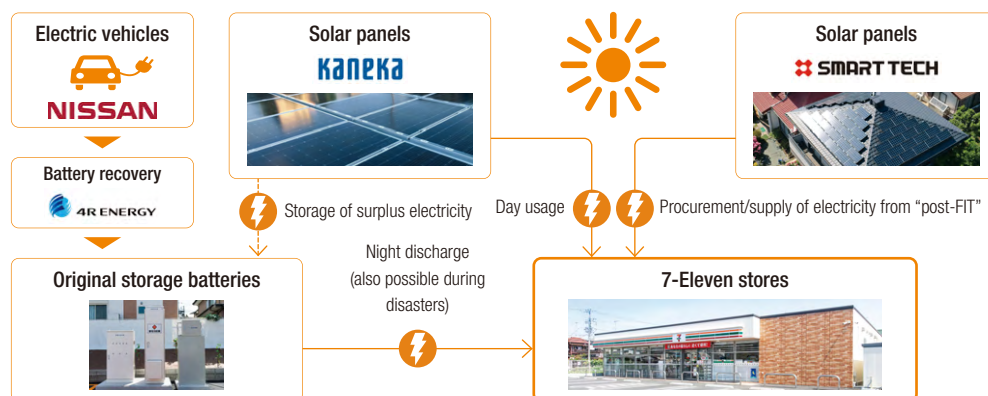 Electric vehicles
NISSAN
Battery recovery
4R ENERGY
Original storage batteries
Solar panels
Kaneka
Storage of surplus electricity
Night discharge
(also possible during
disasters)
Day usage
Solar panels
SMART TECH
Procurement/supply of electricity from “post-FIT”
7-Eleven stores